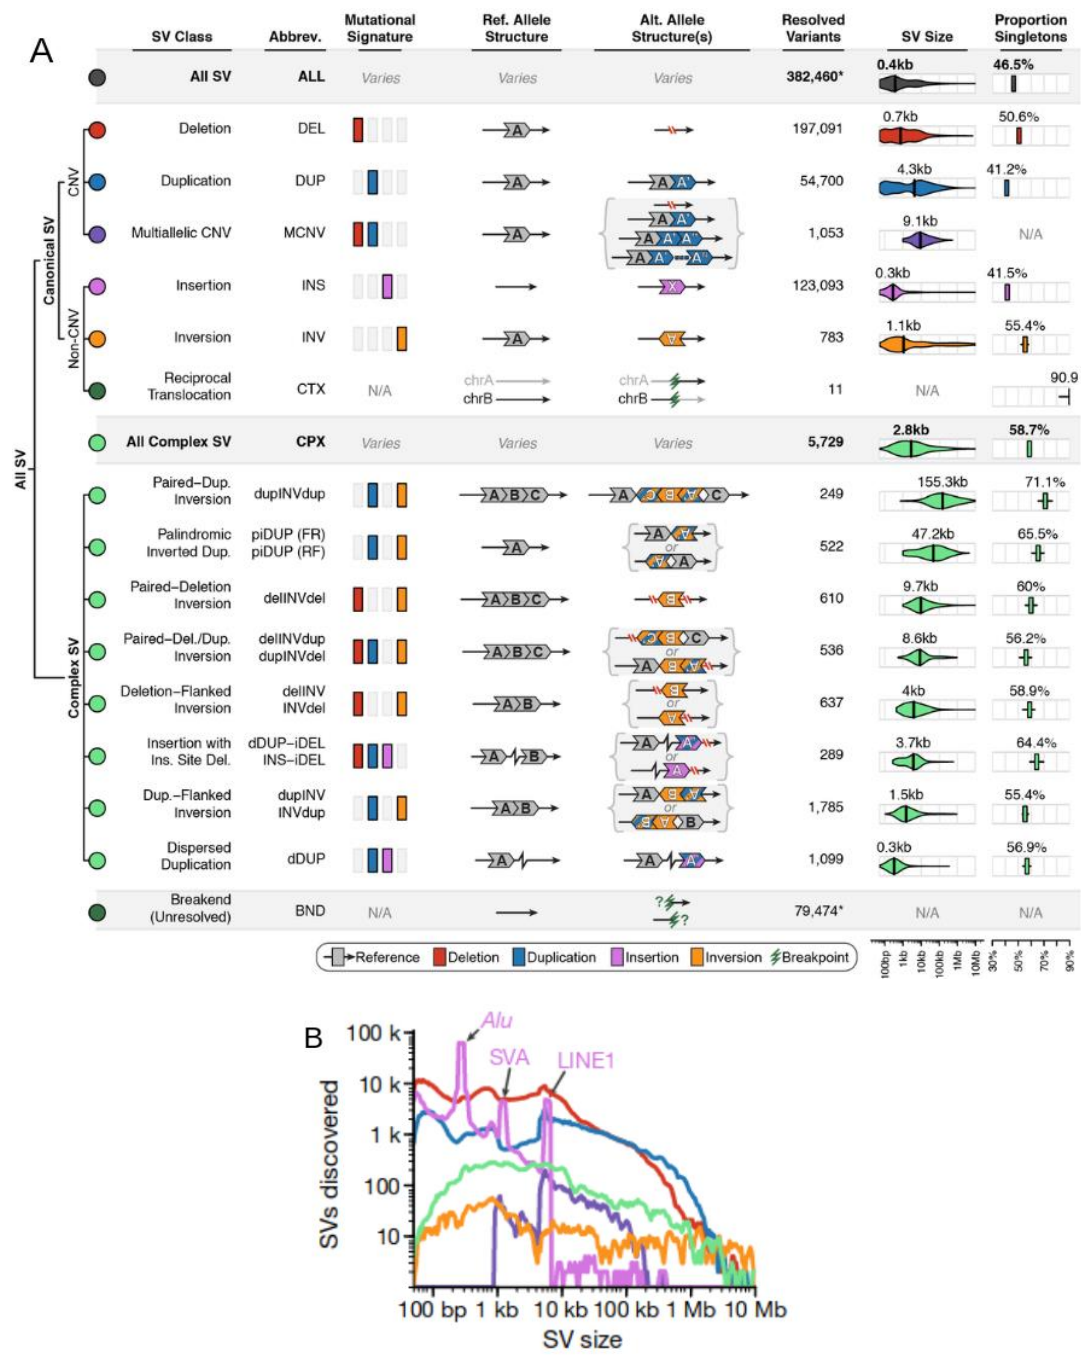 A
SV Class
Abbrev.
Mutational
Signature
Ref. Allele
Structure
Alt. Allele
Structure(s)
Resolved
Variants
SV Size
Proportion
Singletons
All SV ALL Varies Varies Varies 382,460* 0.4kb 46.5%
Deletion DEL A 197,091 0.7kb 50.6%
Duplication DUP A A A' 54,700 4.3kb 41.2%
Multiallelic CNV MCNV A A A' A A' A'' A A' A'' 1,053 9.1kb N/A
Insertion INS X 123,093 0.3kb 41.5%
Inversion INV A A 783 1.1kb 55.4%
Reciprocal
Translocation CTX N/A chrA chrB chrA chrB 11 N/A 90.9
All Complex SV CPX Varies Varies Varies 5,729 2.8kb 58.7%
Paired–Dup.
Inversion dupINVdup A B C A C B A C 249 155.3kb 71.1%
Palindromic
Inverted Dup.
piDUP (FR)
piDUP (RF)
A A A or A A 522 47.2kb 65.5%
Paired–Deletion
Inversion delINVdel A B C B 610 9.7kb 60%
Paired–Del./Dup.
Inversion
delINVdup
dupINVdel
A B C C B C or A B A 536 8.6kb 56.2%
Deletion–Flanked
Inversion
delINV
INVdel
A B B or A 637 4kb 58.9%
Insertion with
Ins. Site Del.
dDUP–iDEL
INS–iDEL
A B A A' or A' 289 3.7kb 64.4%
Dup.–Flanked
Inversion
dupINV
INVdup
A B A B A or B A B 1,785 1.5kb 55.4%
Dispersed
Duplication dDUP A A A' 1,099 0.3kb 56.9%
Breakend
(Unresolved) BND N/A ? ? 79,474* N/A N/A
All SV
Canonical SV
CNV
Non–CNV
Complex SV
Reference Deletion Duplication Insertion Inversion Breakpoint
100bp 1kb 10kb 100kb 1Mb 10Mb
30% 50% 70% 90%
B
Alu
SVA
LINE1
100 k
10 k
1 k
100
10
SVs discovered
100 bp 1 kb 10 kb 100 kb 1 Mb 10 Mb
SV size